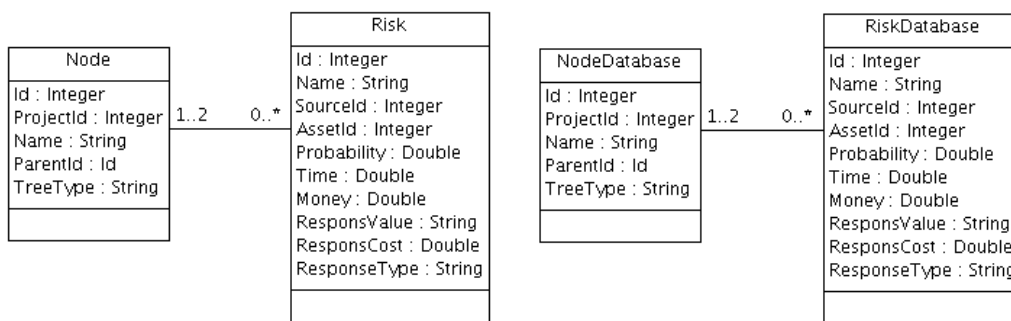 Node
Id : Integer
ProjectId : Integer
Name : String
ParentId : Id
TreeType : String
1..2
0..*
Risk
Id : Integer
Name : String
SourceId : Integer
AssetId : Integer
Probability : Double
Time : Double
Money : Double
ResponsValue : String
ResponsCost : Double
ResponseType : String
NodeDatabase
Id : Integer
ProjectId : Integer
Name : String
ParentId : Id
TreeType : String
1..2
0..*
RiskDatabase
Id : Integer
Name : String
SourceId : Integer
AssetId : Integer
Probability : Double
Time : Double
Money : Double
ResponsValue : String
ResponsCost : Double
ResponseType : String